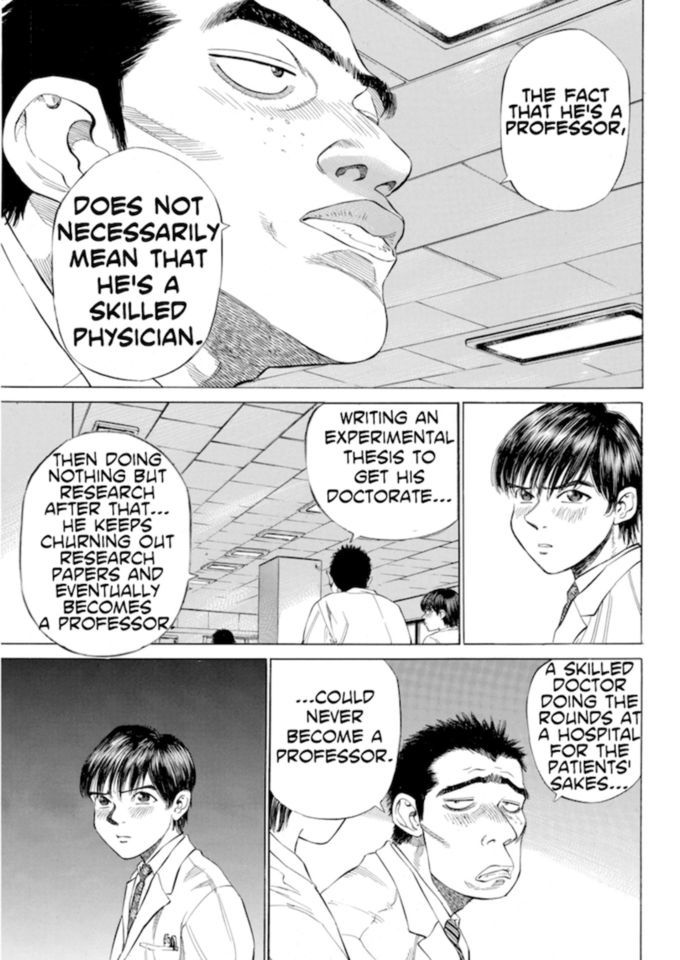 THE FACT
THAT HE'S A
PROFESSOR,
DOES NOT
NECESSARILY
MEAN THAT
HE'S A
SKILLED
PHYSICIAN.
WRITING AN
EXPERIMENTAL
THESIS TO
GET HIS
DOCTORATE...
THEN DOING
NOTHING BUT
RESEARCH
AFTER THAT...
HE KEEPS
CHURNING OUT
RESEARCH
PAPERS AND
EVENTUALLY
BECOMES
A PROFESSOR.
A SKILLED
DOCTOR
DOING THE
ROUNDS AT
A HOSPITAL
FOR THE
PATIENTS'
SAKES...
...COULD
NEVER
BECOME A
PROFESSOR.